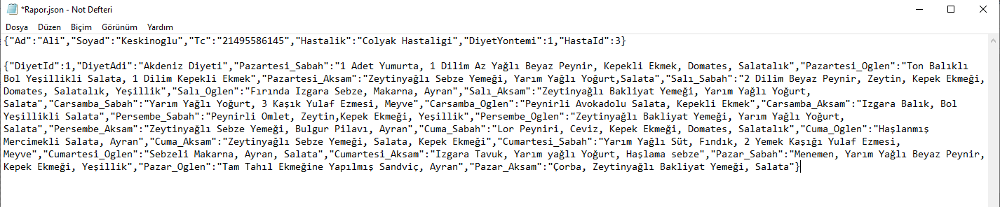 *Rapor.json - Not Defteri
Dosya Düzen Biçim Görünüm Yardım
{"Ad":"Ali","Soyad":"Keskinoglu","Tc":"21495586145","Hastalik":"Colyak Hastaligi","DiyetYontemi":1,"HastaId":3}
{"DiyetId":1,"DiyetAdi":"Akdeniz Diyeti","Pazartesi_Sabah":"1 Adet Yumurta, 1 Dilim Az Yağlı Beyaz Peynir, Kepekli Ekmek, Domates, Salatalık","Pazartesi_Oglen":"Ton Balıklı
Bol Yeşillikli Salata, 1 Dilim Kepekli Ekmek","Pazartesi_Aksam":"Zeytinyağlı Sebze Yemeği, Yarım Yağlı Yoğurt,Salata","Salı_Sabah":"2 Dilim Beyaz Peynir, Zeytin, Kepek Ekmeği,
Domates, Salatalık, Yeşillik","Salı_Oglen":"Fırında Izgara Sebze, Makarna, Ayran","Salı_Aksam":"Zeytinyağlı Bakliyat Yemeği, Yarım Yağlı Yoğurt,
Salata","Carsamba_Sabah":"Yarım Yağlı Yoğurt, 3 Kaşık Yulaf Ezmesi, Meyve","Carsamba_Oglen":"Peynirli Avokadolu Salata, Kepekli Ekmek","Carsamba_Aksam":"Izgara Balık, Bol
Yeşillikli Salata","Persembe_Sabah":"Peynirli Omlet, Zeytin,Kepek Ekmeği, Yeşillik","Persembe_Oglen":"Zeytinyağlı Bakliyat Yemeği, Yarım Yağlı Yoğurt,
Salata","Persembe_Aksam":"Zeytinyağlı Sebze Yemeği, Bulgur Pilavı, Ayran","Cuma_Sabah":"Lor Peyniri, Ceviz, Kepek Ekmeği, Domates, Salatalık","Cuma_Oglen":"Haşlanmış
Mercimekli Salata, Ayran","Cuma_Aksam":"Zeytinyağlı Sebze Yemeği, Salata, Kepek Ekmeği","Cumartesi_Sabah":"Yarım Yağlı Süt, Fındık, 2 Yemek Kaşığı Yulaf Ezmesi,
Meyve","Cumartesi_Oglen":"Sebzeli Makarna, Ayran, Salata","Cumartesi_Aksam":"Izgara Tavuk, Yarım yağlı Yoğurt, Haşlama sebze","Pazar_Sabah":"Menemen, Yarım Yağlı Beyaz Peynir,
Kepek Ekmeği, Yeşillik","Pazar_Oglen":"Tam Tahıl Ekmeğine Yapılmış Sandviç, Ayran","Pazar_Aksam":"Çorba, Zeytinyağlı Bakliyat Yemeği, Salata"}